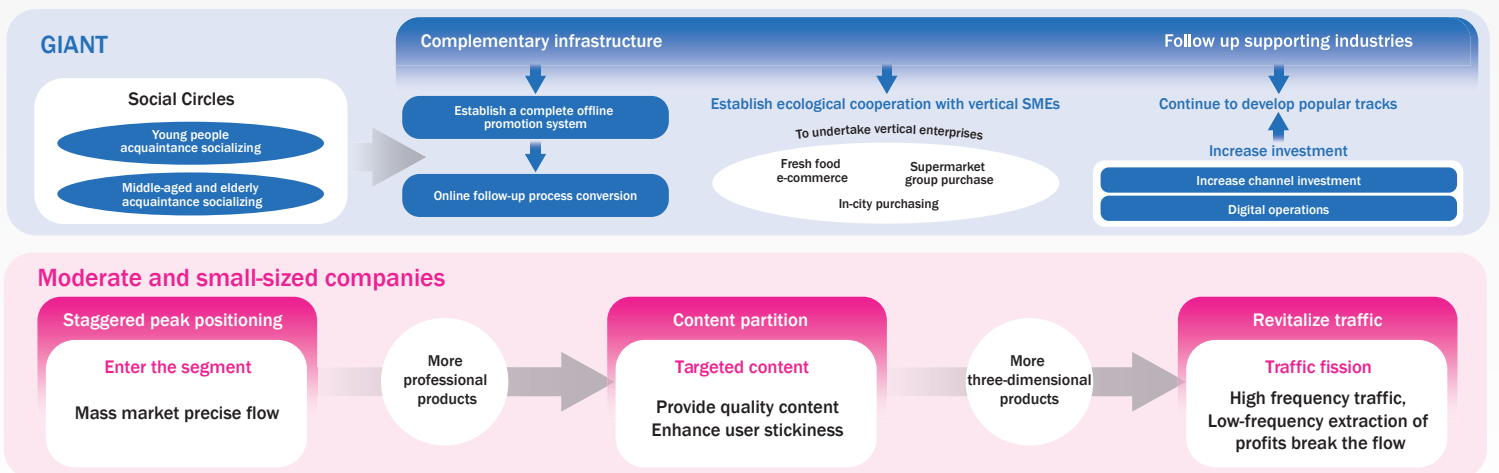 GIANT
Social Circles
Young people
acquaintance socializing
Middle-aged and elderly
acquaintance socializing
Complementary infrastructure
Follow up supporting industries
Establish a complete offline
promotion system
Online follow-up process conversion
Establish ecological cooperation with vertical SMEs
To undertake vertical enterprises
Fresh food
e-commerce
Supermarket
group purchase
In-city purchasing
Continue to develop popular tracks
Increase investment
Increase channel investment
Digital operations
Moderate and small-sized companies
Staggered peak positioning
Enter the segment
Mass market precise flow
More
professional
products
Content partition
Targeted content
Provide quality content
Enhance user stickiness
More
three-dimensional
products
Revitalize traffic
Traffic fission
High frequency traffic,
Low-frequency extraction of
profits break the flow